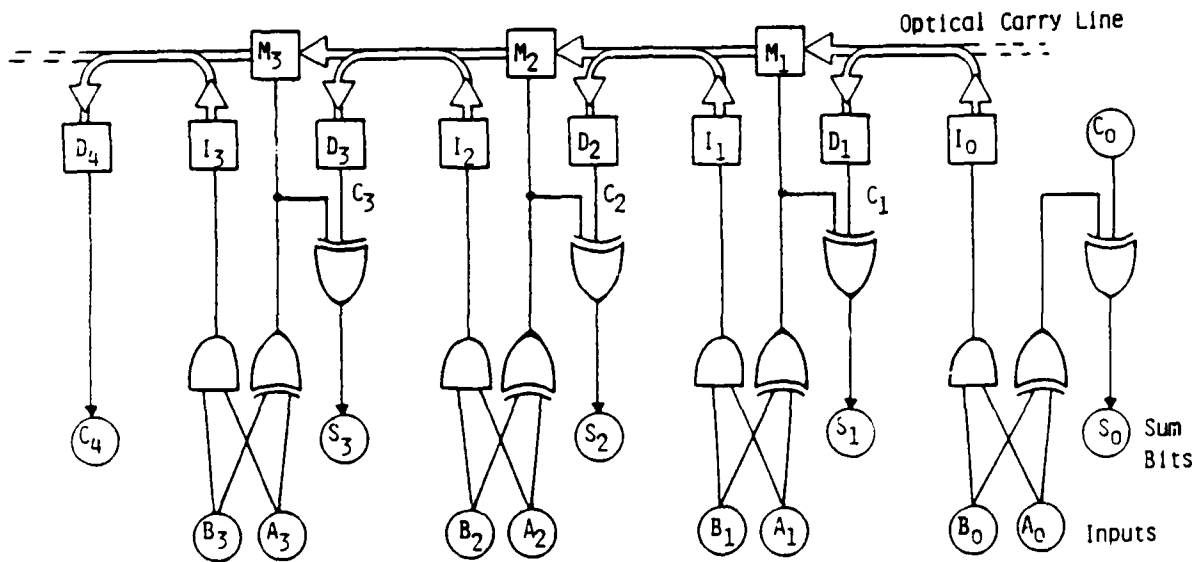 Optical Carry Line
M₃ M₂ M₁
D₄ I₃ D₃ I₂ D₂ I₁ D₁ I₀ C₀
C₃ C₂ C₁
C₄ S₃ S₂ S₁ S₀ Sum
Bits
B₃ A₃ B₂ A₂ B₁ A₁ B₀ A₀ Inputs